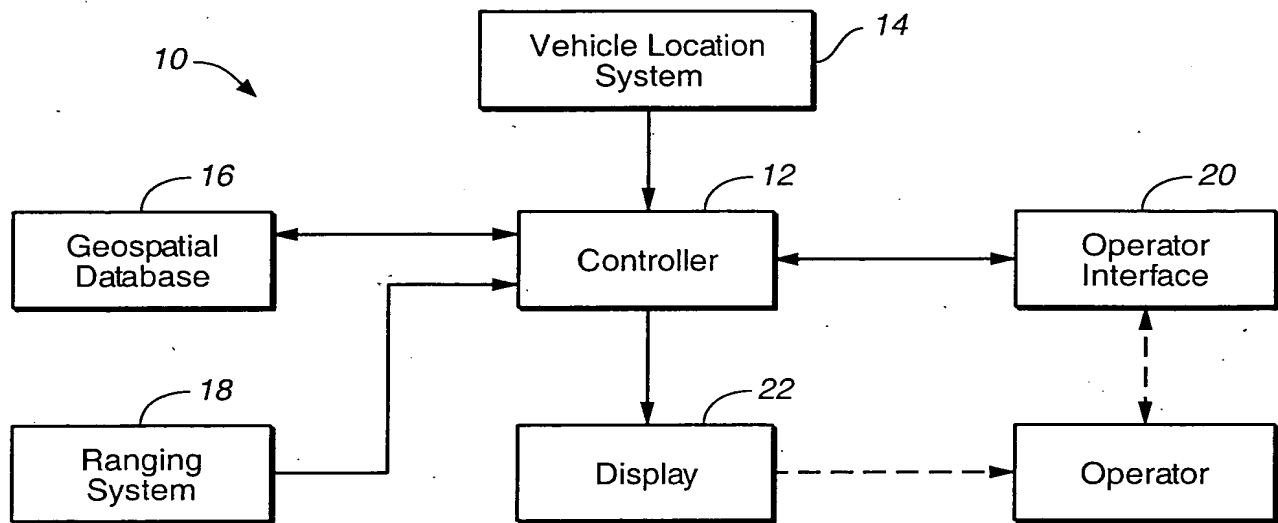 Vehicle Location
System
14
10
16
12
20
Geospatial
Database
Controller
Operator
Interface
18
22
Ranging
System
Display
Operator